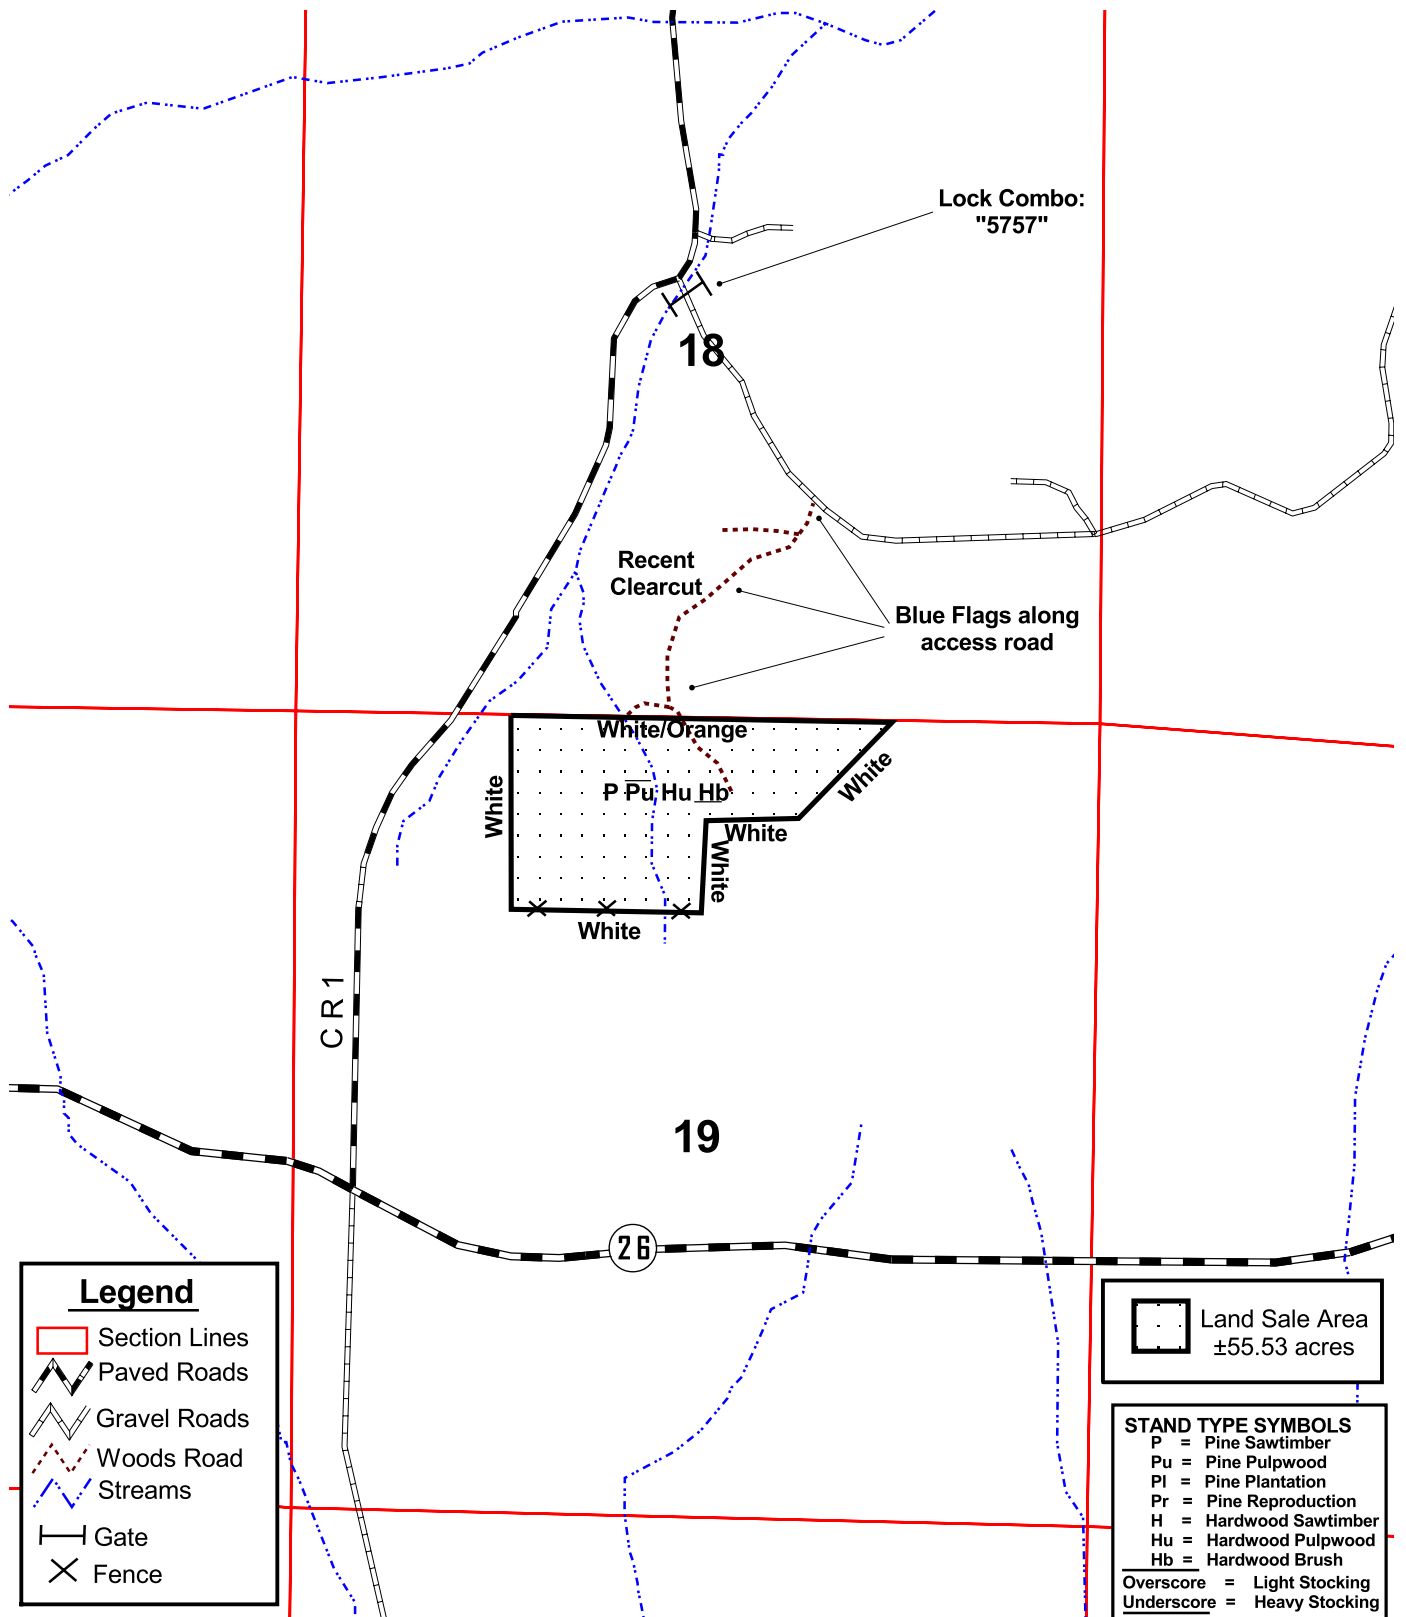 Lock Combo:
"5757"
18
Recent
Clearcut
Blue Flags along
access road
White/Orange
White
White
P Pu Hu Hb
White
White
White
CR1
19
26
Legend
Section Lines
Paved Roads
Gravel Roads
Woods Road
Streams
Gate
Fence
Land Sale Area
±55.53 acres
STAND TYPE SYMBOLS
P = Pine Sawtimber
Pu = Pine Pulpwood
Pl = Pine Plantation
Pr = Pine Reproduction
H = Hardwood Sawtimber
Hu = Hardwood Pulpwood
Hb = Hardwood Brush
Overscore = Light Stocking
Underscore = Heavy Stocking